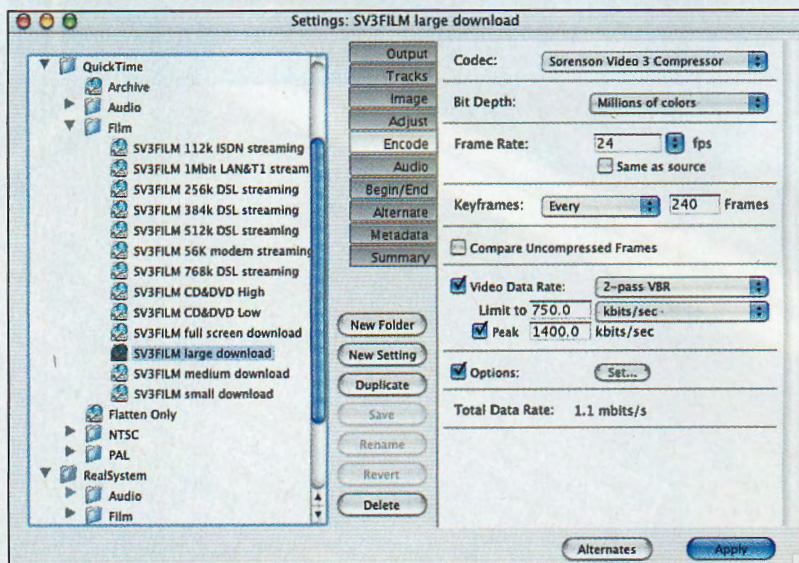 Settings: SV3FILM large download
QuickTime
Archive
Audio
Film
SV3FILM 112k ISDN streaming
SV3FILM 1Mbit LAN&T1 stream
SV3FILM 256k DSL streaming
SV3FILM 384k DSL streaming
SV3FILM 512k DSL streaming
SV3FILM 56K modem streaming
SV3FILM 768k DSL streaming
SV3FILM CD&DVD High
SV3FILM CD&DVD Low
SV3FILM full screen download
SV3FILM large download
SV3FILM medium download
SV3FILM small download
Flatten Only
NTSC
PAL
RealSystem
Audio
Film
Output
Tracks
Image
Adjust
Encode
Audio
Begin/End
Alternate
Metadata
Summary
New Folder
New Setting
Duplicate
Save
Rename
Revert
Delete
Codec: Sorenson Video 3 Compressor
Bit Depth: Millions of colors
Frame Rate: 24 fps
Same as source
Keyframes: Every 240 Frames
Compare Uncompressed Frames
Video Data Rate: 2-pass VBR
Limit to 750.0 kbits/sec
Peak 1400.0 kbits/sec
Options: Set...
Total Data Rate: 1.1 mbits/s
Alternates
Apply